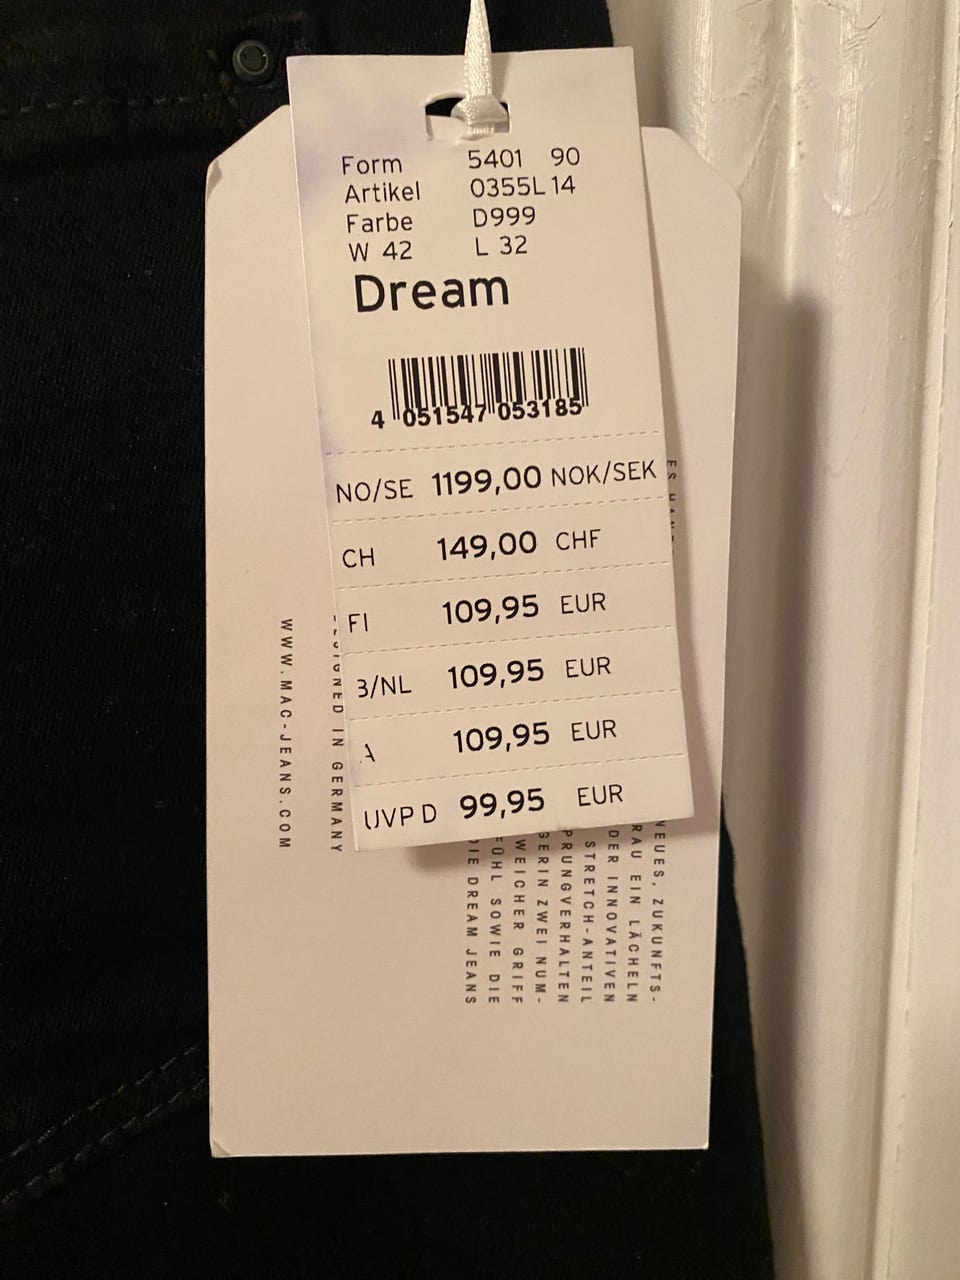 Form 5401 90
Artikel 0355L 14
Farbe D999
W 42 L 32
Dream
4 051547 053185
NO/SE 1199,00 NOK/SEK
CH 149,00 CHF
FI 109,95 EUR
B/NL 109,95 EUR
A 109,95 EUR
UVP D 99,95 EUR
NEUES, ZUKUNFTS-
EIN LÄCHELN
DER INNOVATIVEN
STRETCH-ANTEIL
PRUNGVERHALTEN
GERIN ZWEI NUM-
WEICHER GRIFF
SOWIE DIE
DIE DREAM JEANS
DESIGNED IN GERMANY
WWW.MAC-JEANS.COM